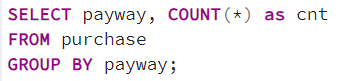 SELECT payway, COUNT(*) as cnt
FROM purchase
GROUP BY payway;